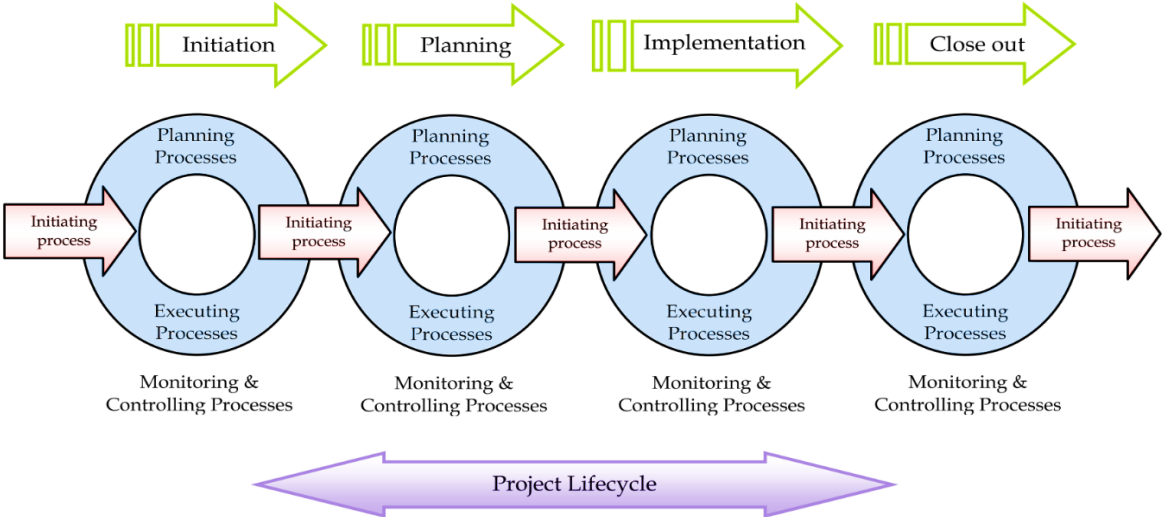 Initiation
Planning
Implementation
Close out
Planning
Processes
Planning
Processes
Planning
Processes
Planning
Processes
Initiating
process
Initiating
process
Initiating
process
Initiating
process
Initiating
process
Executing
Processes
Executing
Processes
Executing
Processes
Executing
Processes
Monitoring &
Controlling Processes
Monitoring &
Controlling Processes
Monitoring &
Controlling Processes
Monitoring &
Controlling Processes
Project Lifecycle